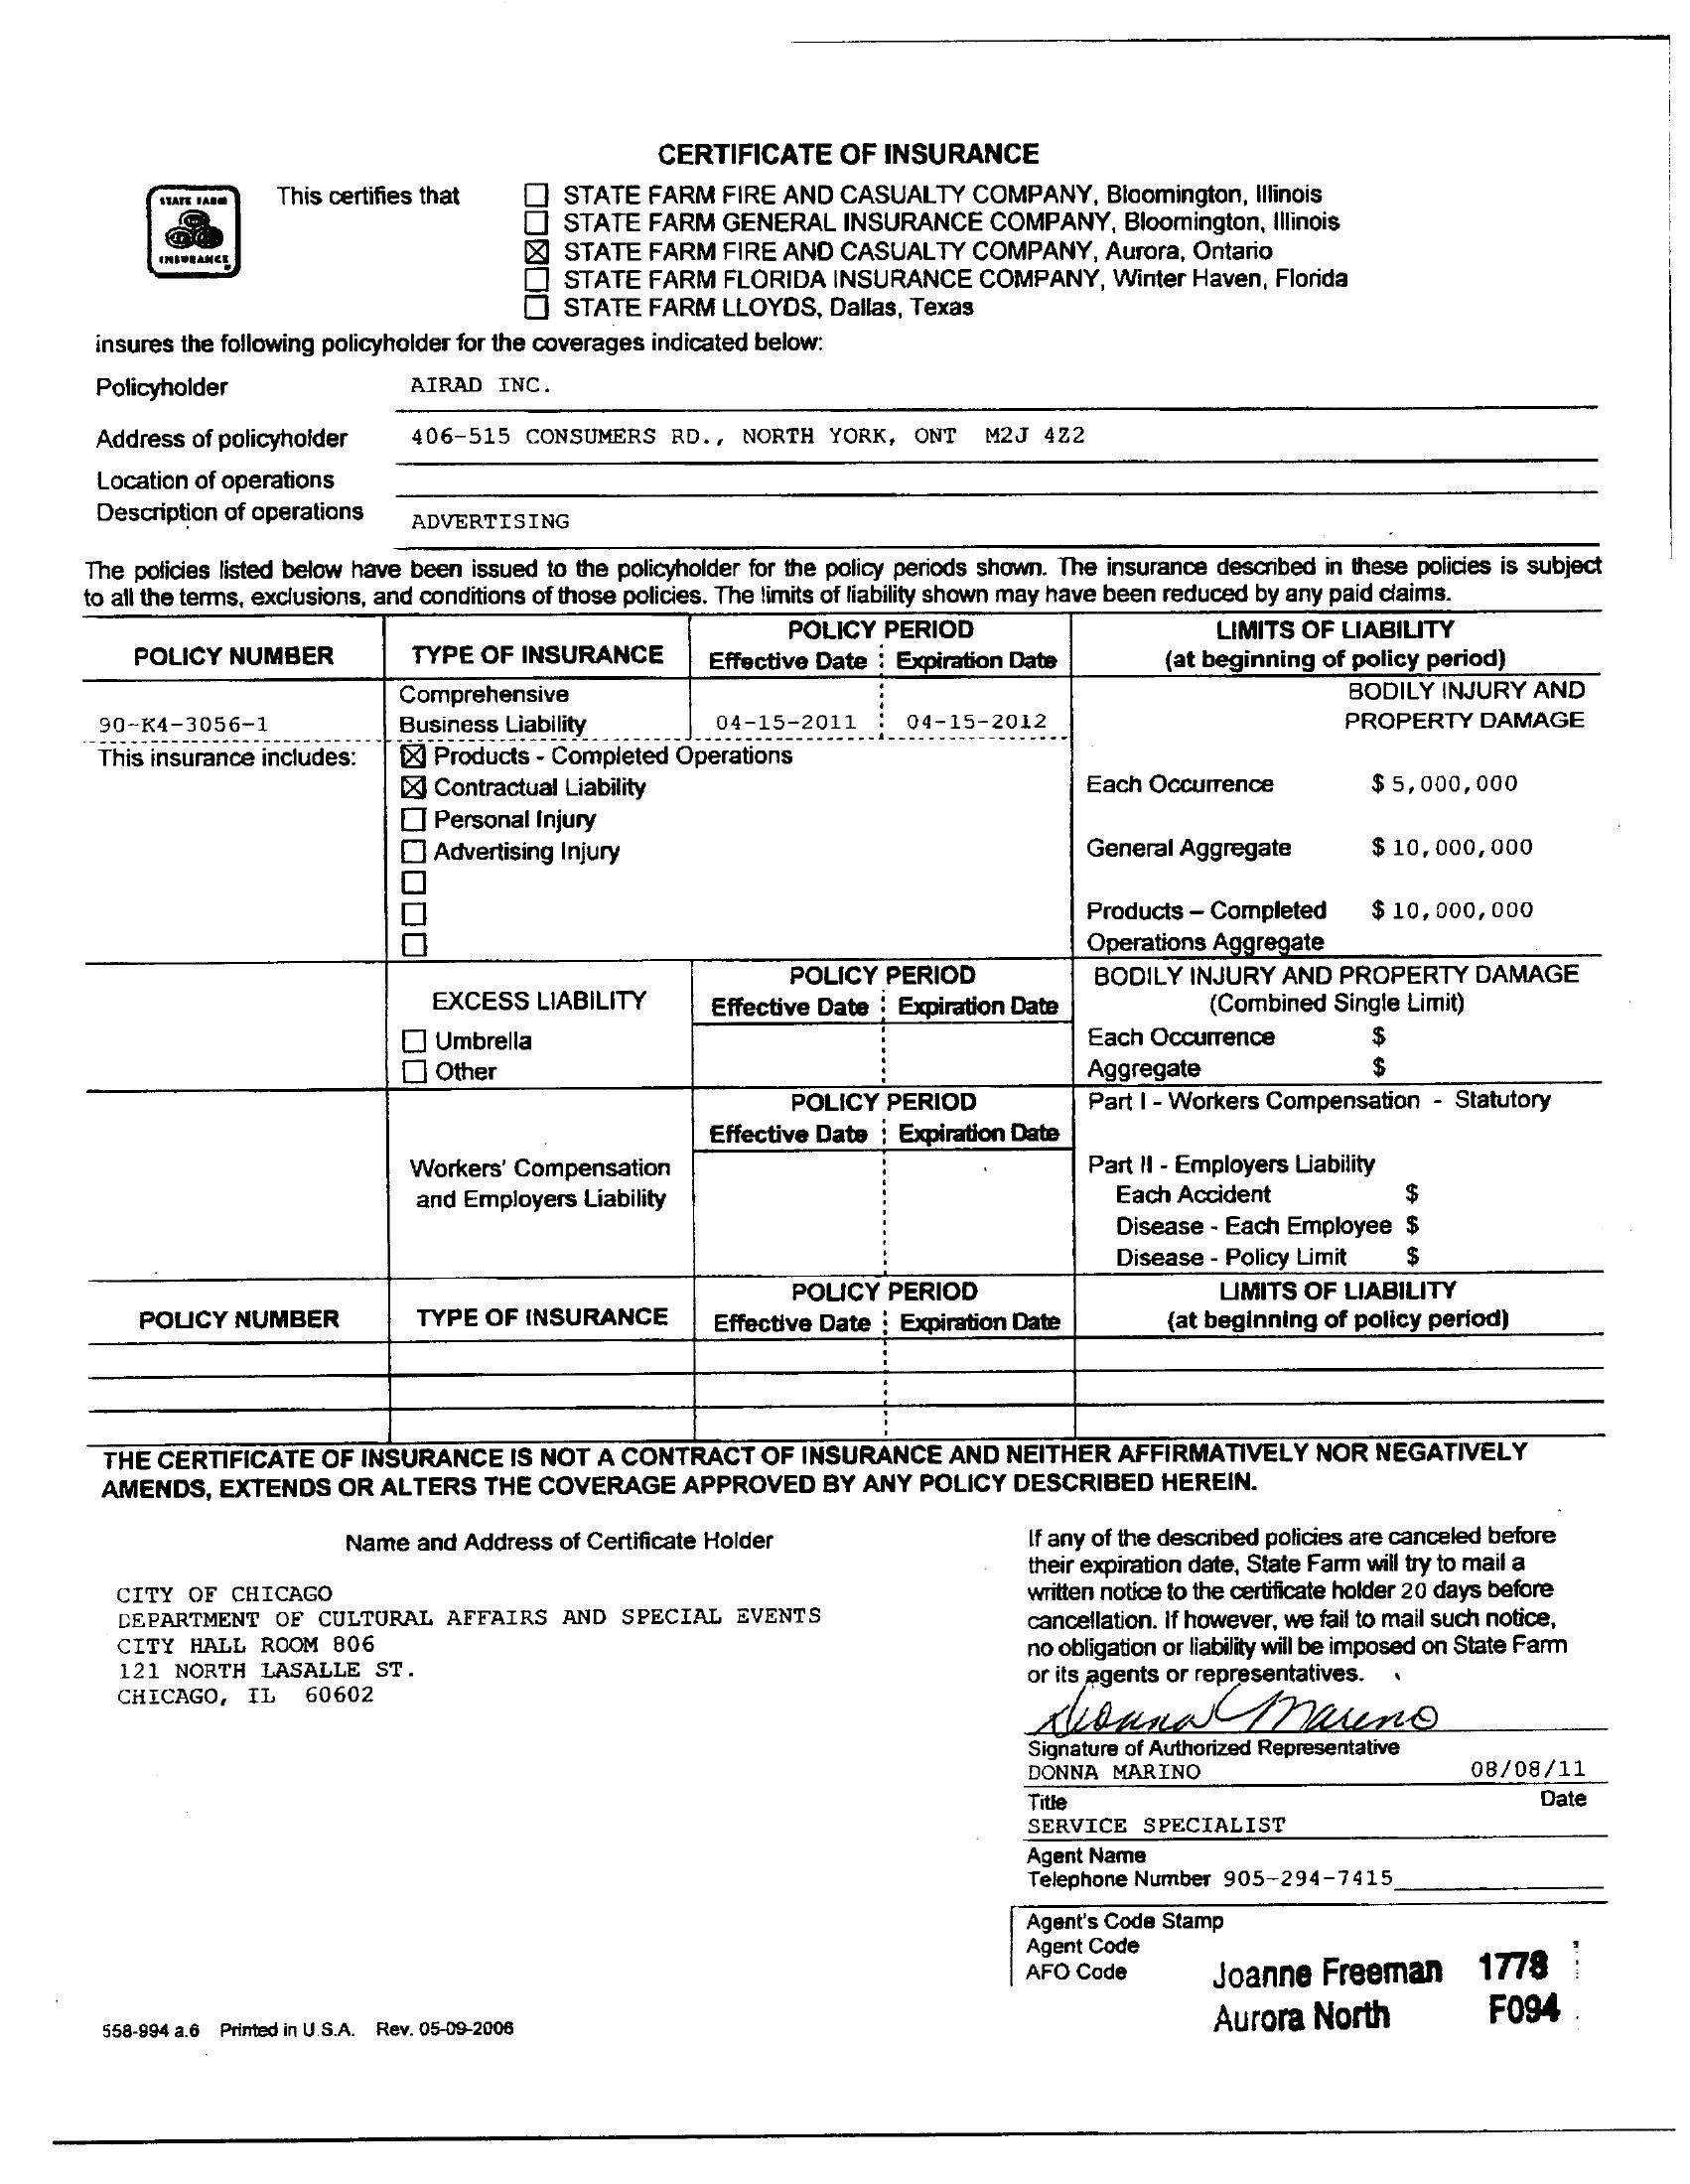 CERTIFICATE OF INSURANCE
STATE FARM
INSURANCE
This certifies that
☐ STATE FARM FIRE AND CASUALTY COMPANY, Bloomington, Illinois
☐ STATE FARM GENERAL INSURANCE COMPANY, Bloomington, Illinois
☒ STATE FARM FIRE AND CASUALTY COMPANY, Aurora, Ontario
☐ STATE FARM FLORIDA INSURANCE COMPANY, Winter Haven, Florida
☐ STATE FARM LLOYDS, Dallas, Texas
insures the following policyholder for the coverages indicated below:
Policyholder AIRAD INC.
Address of policyholder 406-515 CONSUMERS RD., NORTH YORK, ONT M2J 4Z2
Location of operations
Description of operations ADVERTISING
The policies listed below have been issued to the policyholder for the policy periods shown. The insurance described in these policies is subject
to all the terms, exclusions, and conditions of those policies. The limits of liability shown may have been reduced by any paid claims.
POLICY NUMBER TYPE OF INSURANCE POLICY PERIOD LIMITS OF LIABILITY
Effective Date Expiration Date (at beginning of policy period)
Comprehensive BODILY INJURY AND
90-K4-3056-1 Business Liability 04-15-2011 04-15-2012 PROPERTY DAMAGE
This insurance includes: ☒ Products - Completed Operations
☒ Contractual Liability Each Occurrence $ 5,000,000
☐ Personal Injury
☐ Advertising Injury General Aggregate $ 10,000,000
☐
☐ Products – Completed $ 10,000,000
☐ Operations Aggregate
POLICY PERIOD BODILY INJURY AND PROPERTY DAMAGE
EXCESS LIABILITY Effective Date Expiration Date (Combined Single Limit)
☐ Umbrella Each Occurrence $
☐ Other Aggregate $
POLICY PERIOD Part I - Workers Compensation - Statutory
Effective Date Expiration Date
Workers' Compensation Part II - Employers Liability
and Employers Liability Each Accident $
Disease - Each Employee $
Disease - Policy Limit $
POLICY PERIOD LIMITS OF LIABILITY
POLICY NUMBER TYPE OF INSURANCE Effective Date Expiration Date (at beginning of policy period)
THE CERTIFICATE OF INSURANCE IS NOT A CONTRACT OF INSURANCE AND NEITHER AFFIRMATIVELY NOR NEGATIVELY
AMENDS, EXTENDS OR ALTERS THE COVERAGE APPROVED BY ANY POLICY DESCRIBED HEREIN.
Name and Address of Certificate Holder
CITY OF CHICAGO
DEPARTMENT OF CULTURAL AFFAIRS AND SPECIAL EVENTS
CITY HALL ROOM 806
121 NORTH LASALLE ST.
CHICAGO, IL 60602
If any of the described policies are canceled before
their expiration date, State Farm will try to mail a
written notice to the certificate holder 20 days before
cancellation. If however, we fail to mail such notice,
no obligation or liability will be imposed on State Farm
or its agents or representatives.
Donna Marino
Signature of Authorized Representative
DONNA MARINO 08/08/11
Title Date
SERVICE SPECIALIST
Agent Name
Telephone Number 905-294-7415
Agent's Code Stamp
Agent Code
AFO Code
Joanne Freeman 1778
Aurora North F094
558-994 a.6 Printed in U.S.A. Rev. 05-09-2006